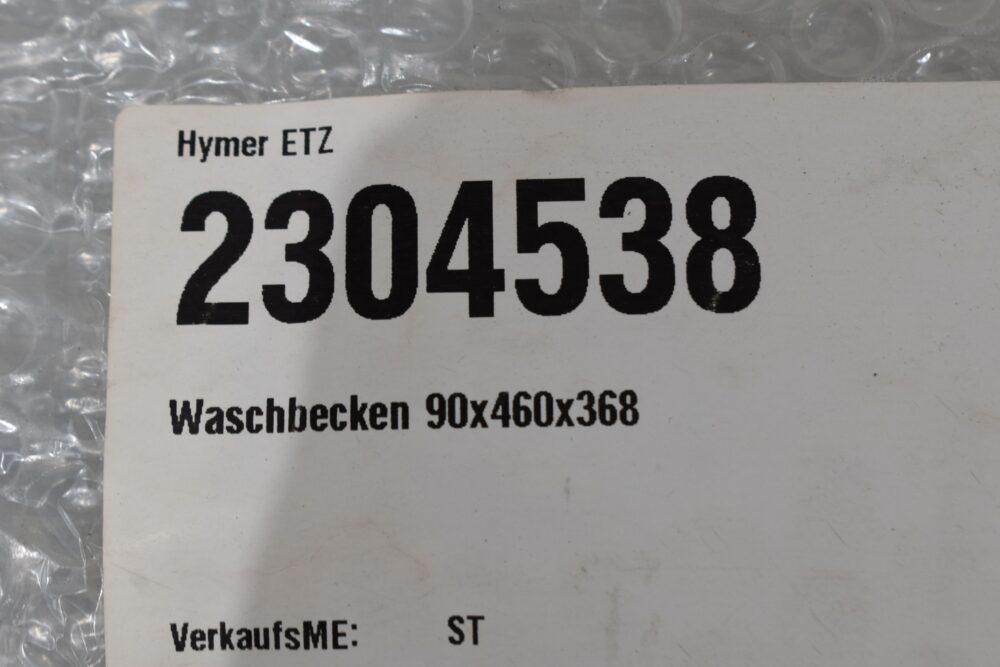 Hymer ETZ
2304538
Waschbecken 90x460x368
VerkaufsME: ST